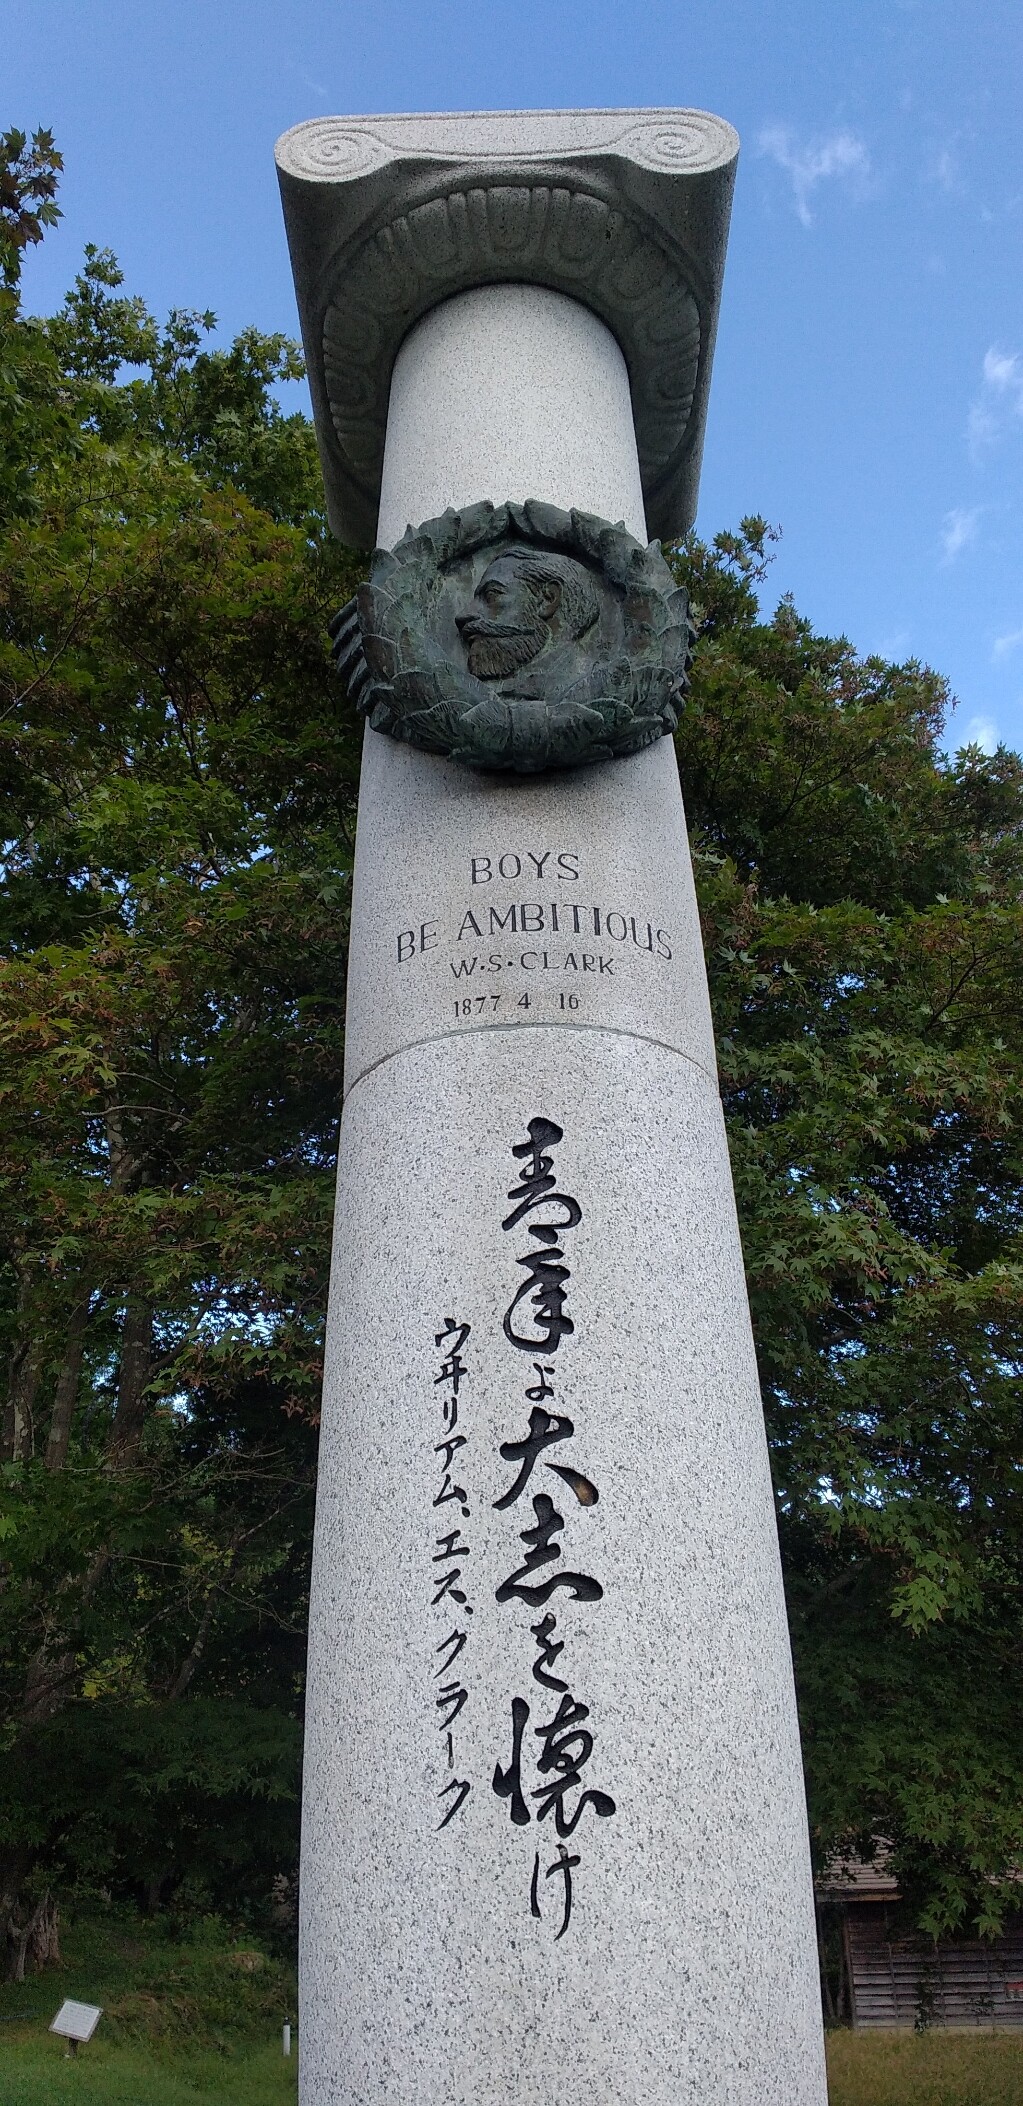 BOYS
BE AMBITIOUS
W·S·CLARK
1877 4 16
青年よ大志を懐け
ウヰリアム、エス、クラーク